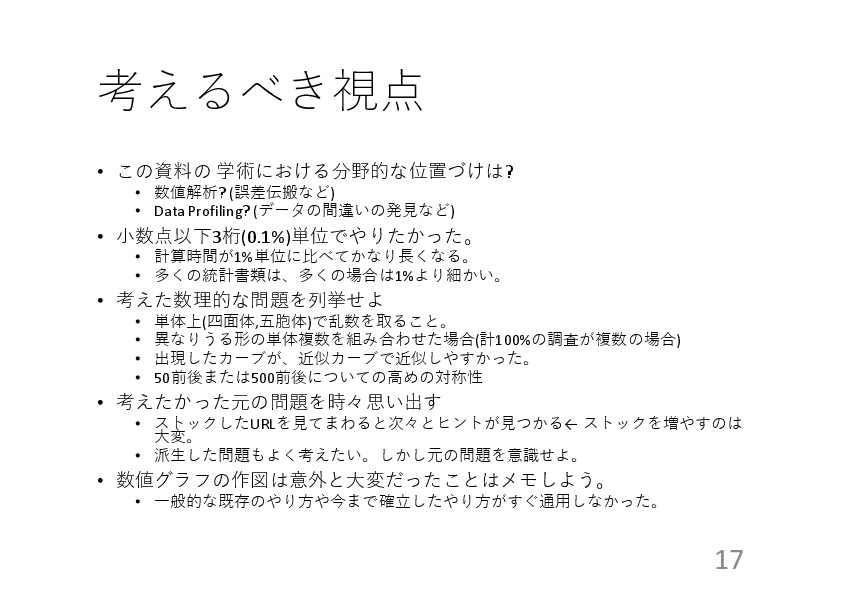 考えるべき視点
• この資料の 学術における分野的な位置づけは?
• 数値解析? (誤差伝搬など)
• Data Profiling? (データの間違いの発見など)
• 小数点以下3桁(0.1%)単位でやりたかった。
• 計算時間が1%単位に比べてかなり長くなる。
• 多くの統計書類は、多くの場合は1%より細かい。
• 考えた数理的な問題を列挙せよ
• 単体上(四面体,五胞体)で乱数を取ること。
• 異なりうる形の単体複数を組み合わせた場合(計100%の調査が複数の場合)
• 出現したカーブが、近似カーブで近似しやすかった。
• 50前後または500前後についての高めの対称性
• 考えたかった元の問題を時々思い出す
• ストックしたURLを見てまわると次々とヒントが見つかる← ストックを増やすのは
大変。
• 派生した問題もよく考えたい。しかし元の問題を意識せよ。
• 数値グラフの作図は意外と大変だったことはメモしよう。
• 一般的な既存のやり方や今まで確立したやり方がすぐ通用しなかった。
17